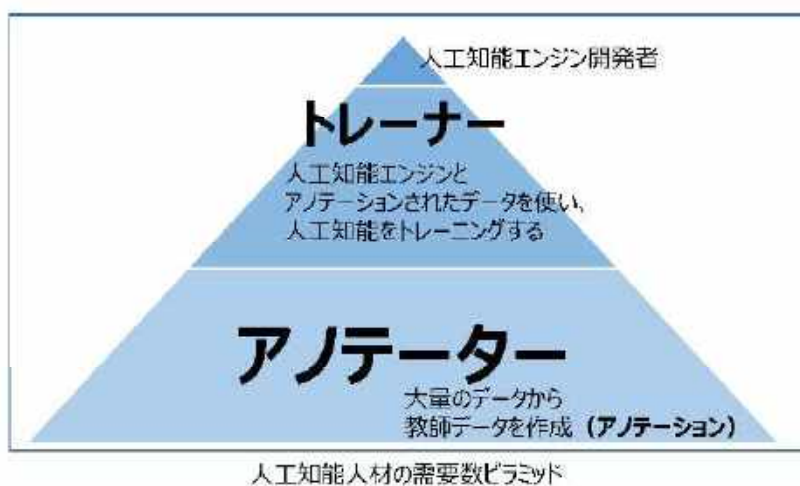 人工知能エンジン開発者
トレーナー
人工知能エンジンと
アノテーションされたデータを使い、
人工知能をトレーニングする
アノテーター
大量のデータから
教師データを作成（アノテーション）
人工知能人材の需要数ピラミッド